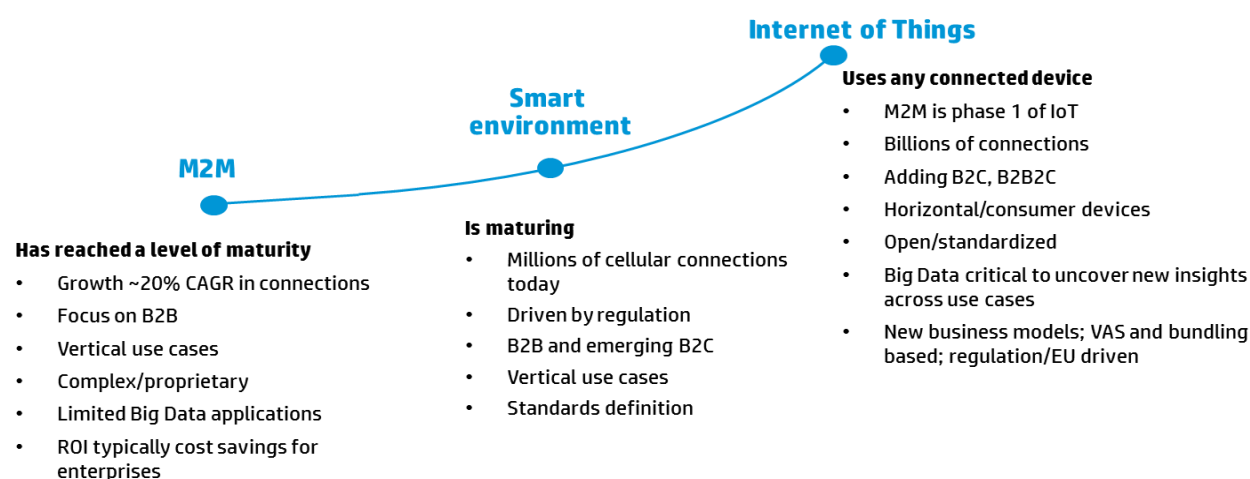 M2M
Has reached a level of maturity
• Growth ~20% CAGR in connections
• Focus on B2B
• Vertical use cases
• Complex/proprietary
• Limited Big Data applications
• ROI typically cost savings for
enterprises
Smart
environment
Is maturing
• Millions of cellular connections
today
• Driven by regulation
• B2B and emerging B2C
• Vertical use cases
• Standards definition
Internet of Things
Uses any connected device
• M2M is phase 1 of IoT
• Billions of connections
• Adding B2C, B2B2C
• Horizontal/consumer devices
• Open/standardized
• Big Data critical to uncover new insights
across use cases
• New business models; VAS and bundling
based; regulation/EU driven